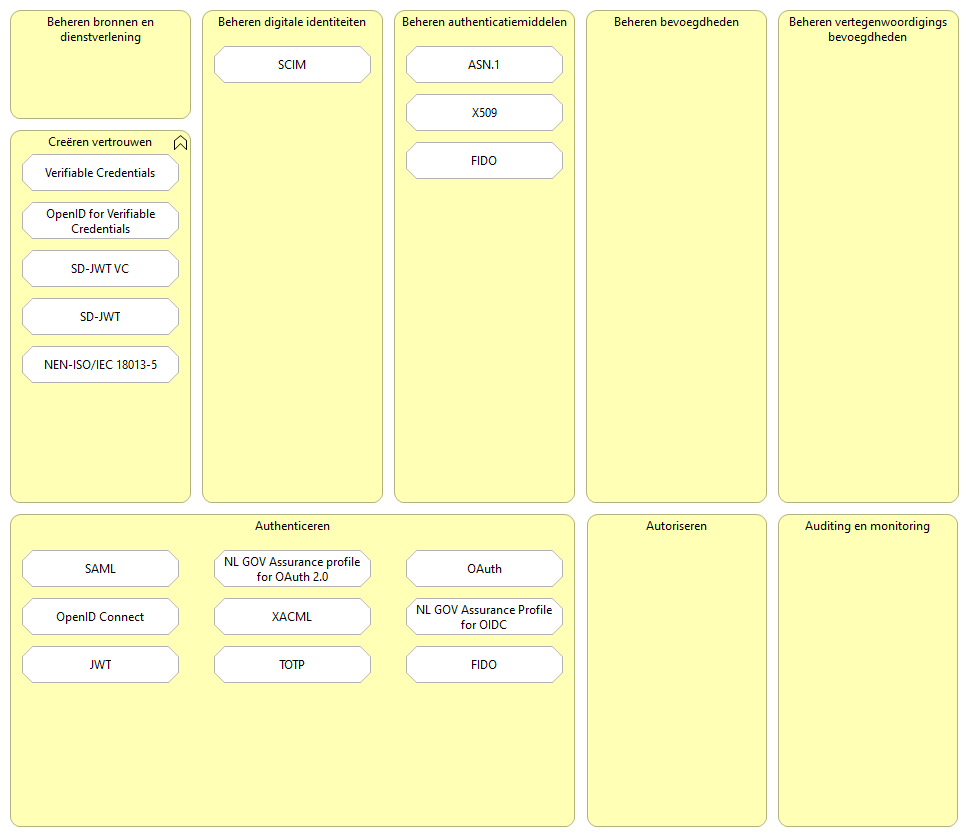 Beheren bronnen en
dienstverlening
Creëren vertrouwen
Verifiable Credentials
OpenID for Verifiable
Credentials
SD-JWT VC
SD-JWT
NEN-ISO/IEC 18013-5
Beheren digitale identiteiten
SCIM
Beheren authenticatiemiddelen
ASN.1
X509
FIDO
Beheren bevoegdheden
Beheren vertegenwoordigings
bevoegdheden
Authenticeren
SAML
NL GOV Assurance profile
for OAuth 2.0
OAuth
OpenID Connect
XACML
NL GOV Assurance Profile
for OIDC
JWT
TOTP
FIDO
Autoriseren
Auditing en monitoring